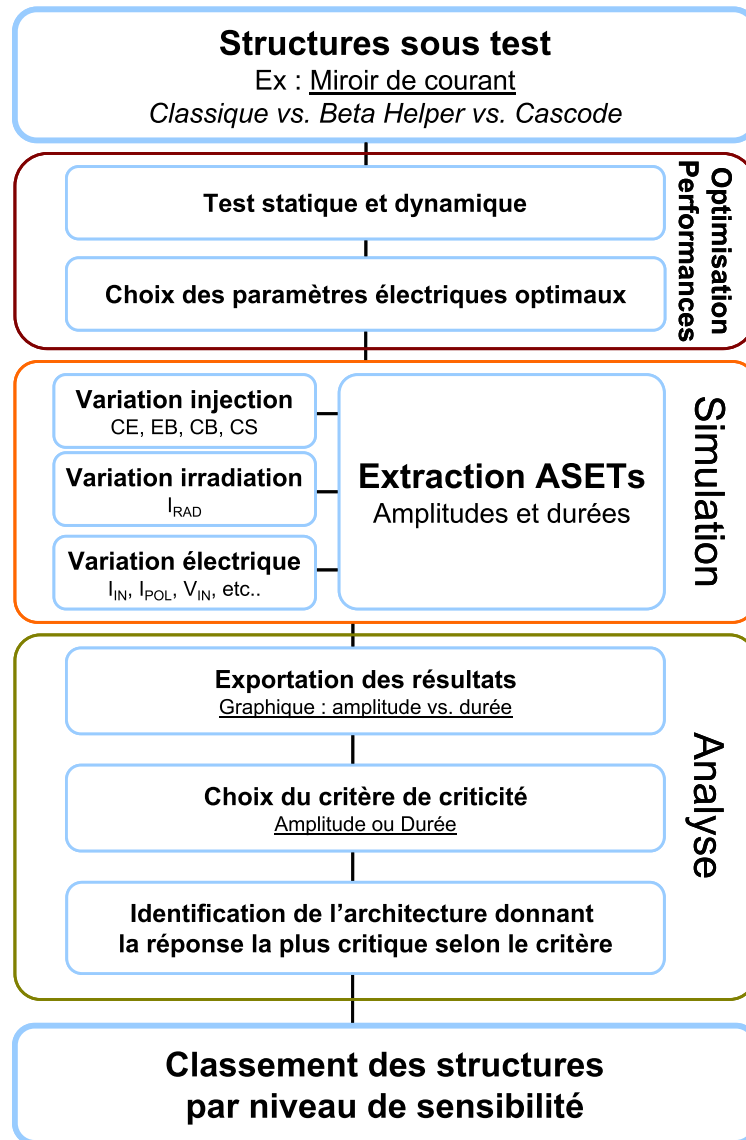 Structures sous test
Ex : Miroir de courant
Classique vs. Beta Helper vs. Cascode
Optimisation
Performances
Test statique et dynamique
Choix des paramètres électriques optimaux
Simulation
Variation injection
CE, EB, CB, CS
Variation irradiation
I_RAD
Variation électrique
I_IN, I_POL, V_IN, etc..
Extraction ASETs
Amplitudes et durées
Analyse
Exportation des résultats
Graphique : amplitude vs. durée
Choix du critère de criticité
Amplitude ou Durée
Identification de l’architecture donnant
la réponse la plus critique selon le critère
Classement des structures
par niveau de sensibilité